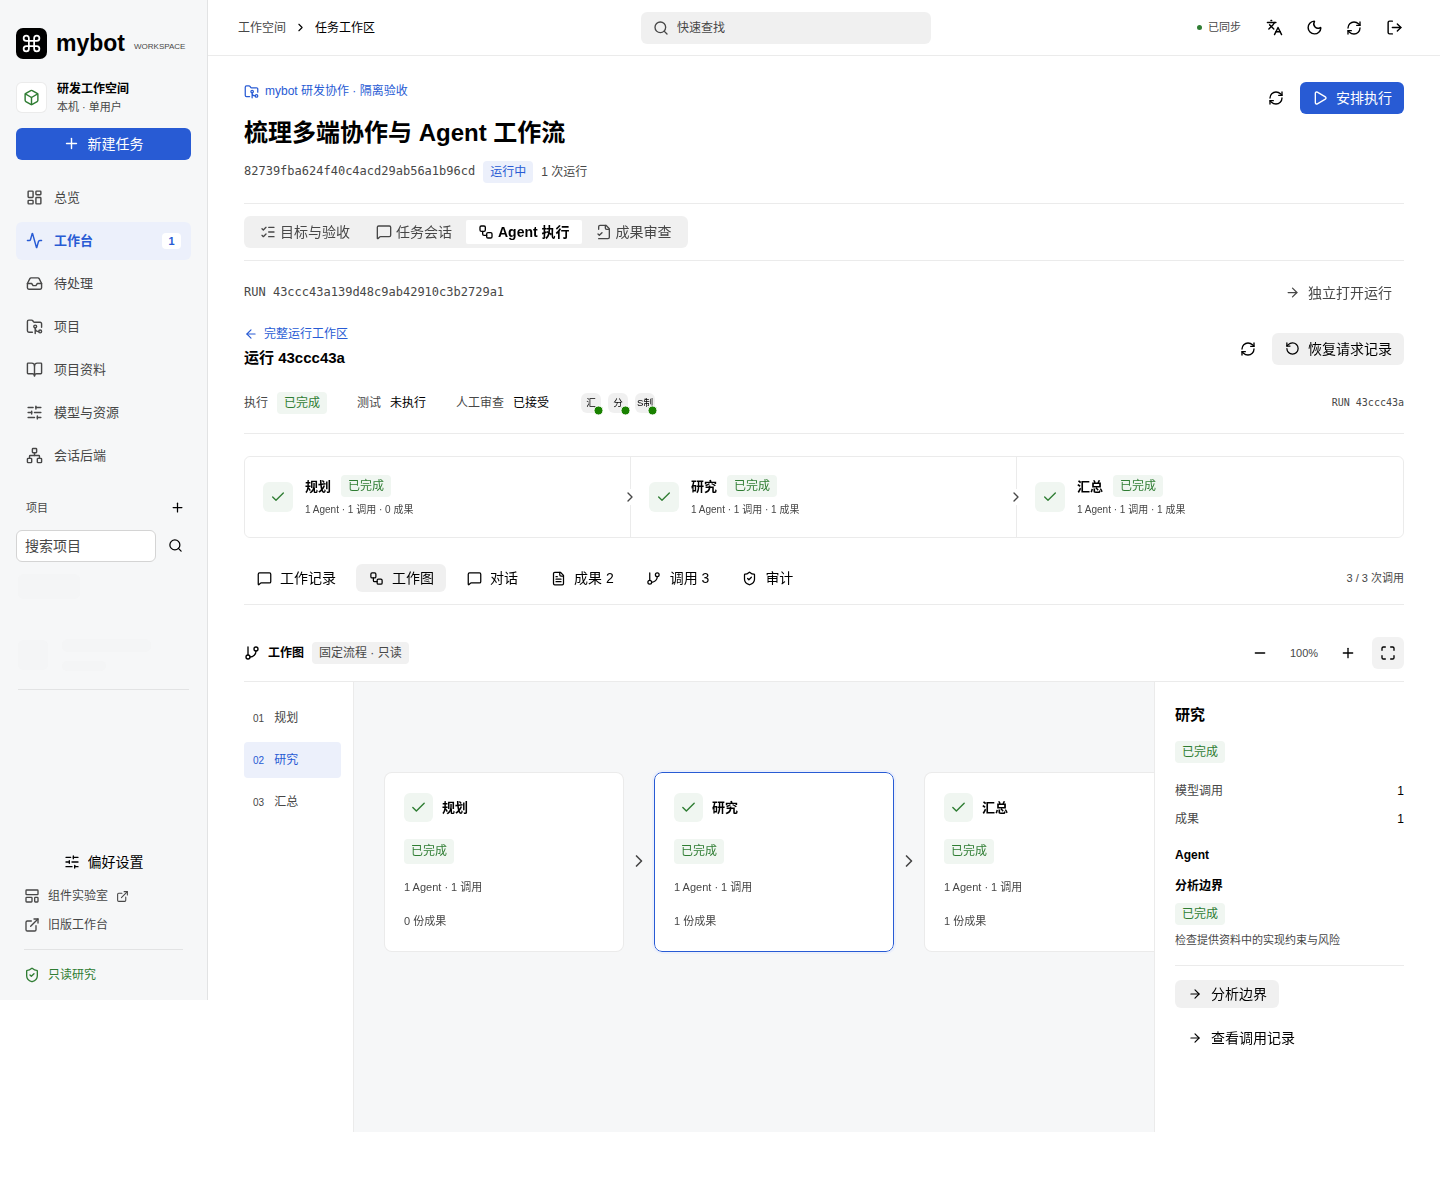 mybot WORKSPACE
研发工作空间
本机 · 单用户
新建任务
总览
工作台 1
待处理
项目
项目资料
模型与资源
会话后端
项目
搜索项目
偏好设置
组件实验室
旧版工作台
只读研究
工作空间 任务工作区
快速查找
已同步
mybot 研发协作 · 隔离验收
安排执行
梳理多端协作与 Agent 工作流
82739fba624f40c4acd29ab56a1b96cd 运行中 1 次运行
目标与验收 任务会话 Agent 执行 成果审查
RUN 43ccc43a139d48c9ab42910c3b2729a1
独立打开运行
完整运行工作区
运行 43ccc43a
恢复请求记录
执行 已完成 测试 未执行 人工审查 已接受 汇 分 S制 RUN 43ccc43a
规划 已完成
1 Agent · 1 调用 · 0 成果
研究 已完成
1 Agent · 1 调用 · 1 成果
汇总 已完成
1 Agent · 1 调用 · 1 成果
工作记录 工作图 对话 成果 2 调用 3 审计 3 / 3 次调用
工作图 固定流程 · 只读 100%
01 规划
02 研究
03 汇总
规划
已完成
1 Agent · 1 调用
0 份成果
研究
已完成
1 Agent · 1 调用
1 份成果
汇总
已完成
1 Agent · 1 调用
1 份成果
研究
已完成
模型调用 1
成果 1
Agent
分析边界
已完成
检查提供资料中的实现约束与风险
分析边界
查看调用记录